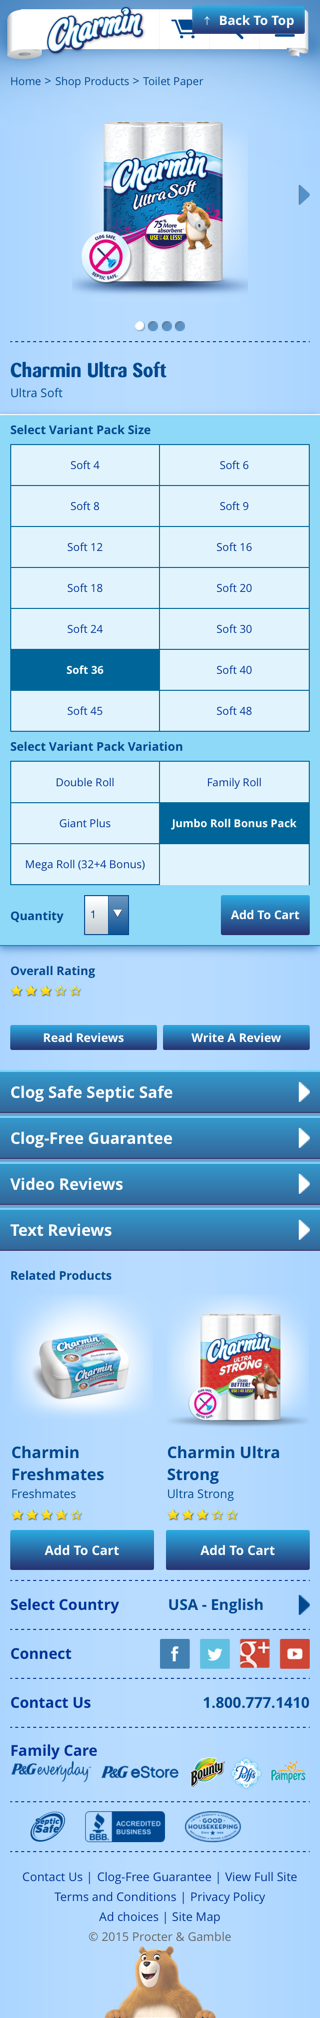 Charmin
↑ Back To Top
Home > Shop Products > Toilet Paper
Charmin
Ultra Soft
75% More
absorbent
USE UP TO 4X LESS!
CLOG SAFE.
SEPTIC SAFE.
Charmin Ultra Soft
Ultra Soft
Select Variant Pack Size
Soft 4
Soft 6
Soft 8
Soft 9
Soft 12
Soft 16
Soft 18
Soft 20
Soft 24
Soft 30
Soft 36
Soft 40
Soft 45
Soft 48
Select Variant Pack Variation
Double Roll
Family Roll
Giant Plus
Jumbo Roll Bonus Pack
Mega Roll (32+4 Bonus)
Quantity
1
Add To Cart
Overall Rating
Read Reviews
Write A Review
Clog Safe Septic Safe
Clog-Free Guarantee
Video Reviews
Text Reviews
Related Products
Charmin
Charmin
Charmin
ULTRA
STRONG
Charmin
Freshmates
Freshmates
Charmin Ultra
Strong
Ultra Strong
Add To Cart
Add To Cart
Select Country
USA - English
Connect
f
g+
Contact Us
1.800.777.1410
Family Care
P&G everyday
P&G eStore
Bounty
Puffs
Pampers
Septic
Safe
BBB.
ACCREDITED
BUSINESS
GOOD
HOUSEKEEPING
Contact Us | Clog-Free Guarantee | View Full Site
Terms and Conditions | Privacy Policy
Ad choices | Site Map
© 2015 Procter & Gamble